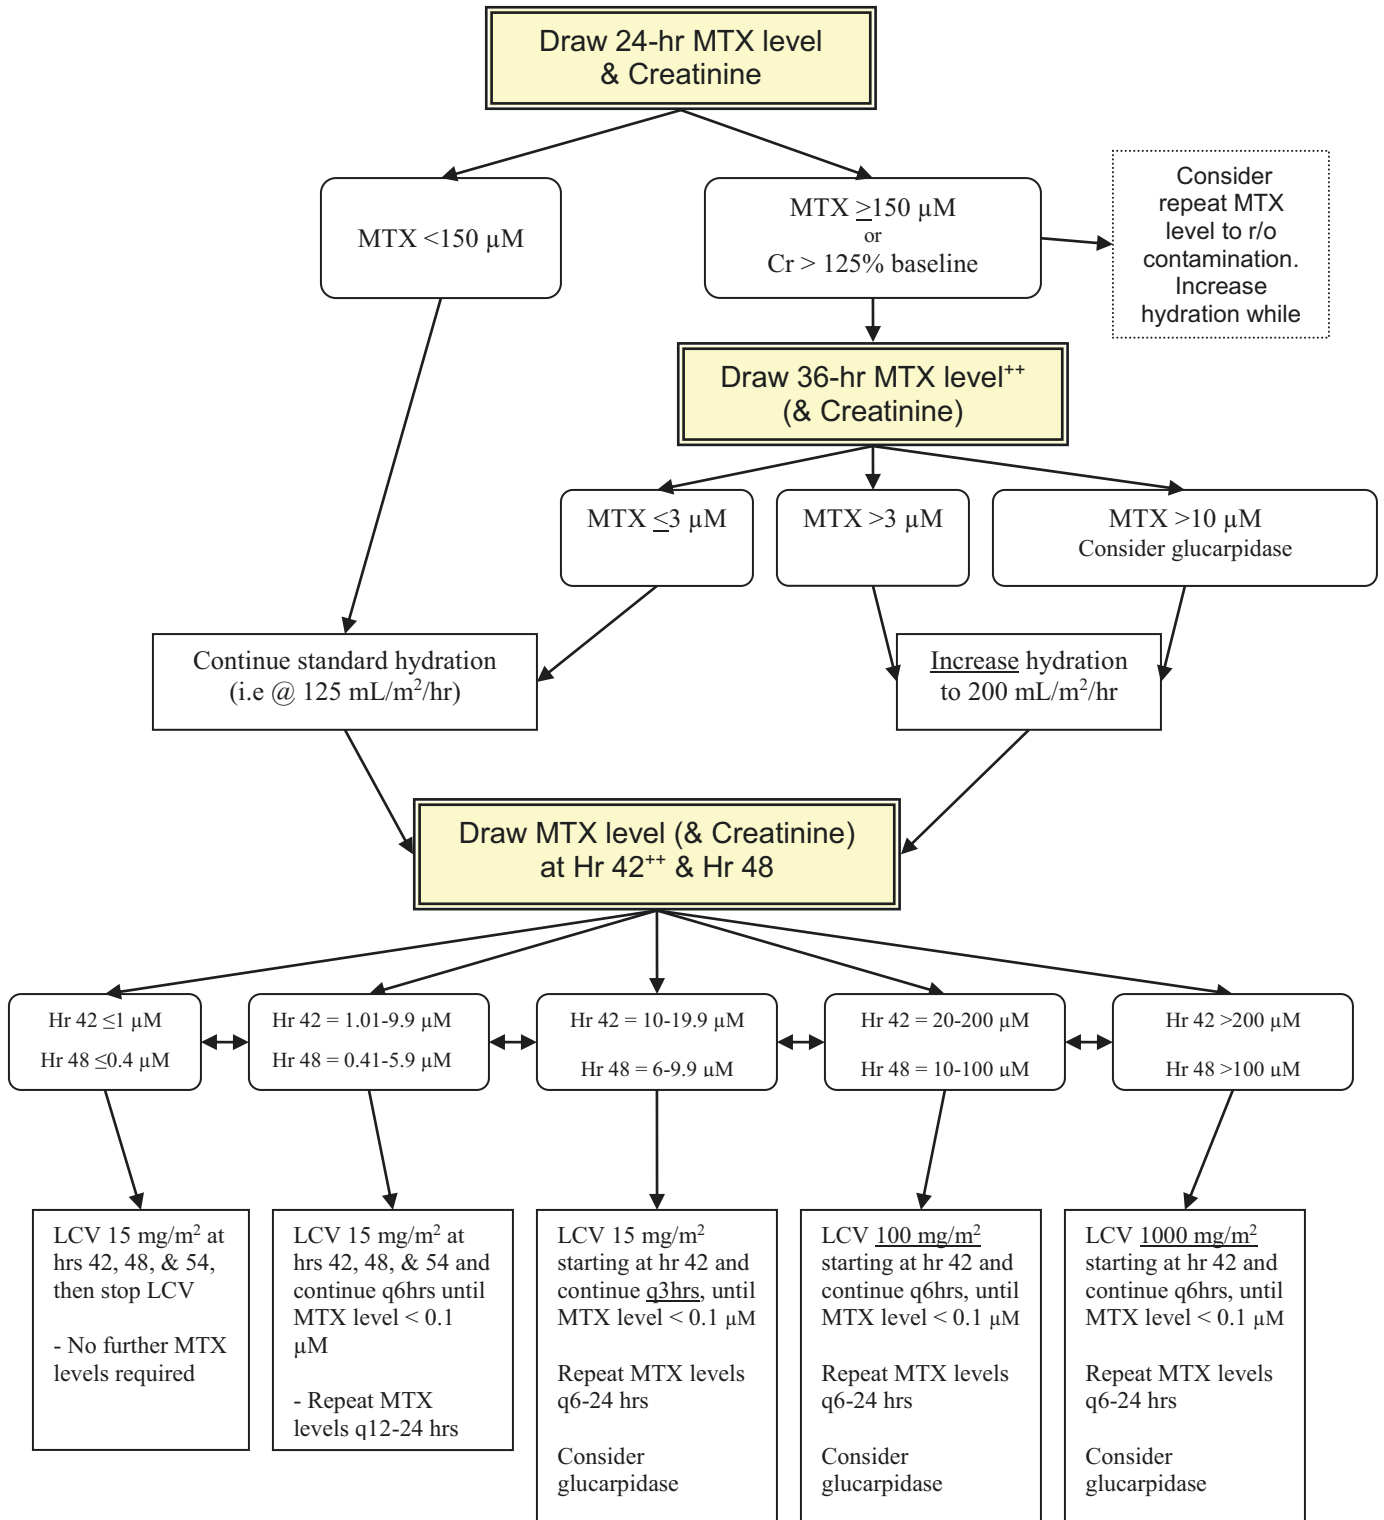 Draw 24-hr MTX level
& Creatinine
MTX <150 µM
MTX ≥150 µM
or
Cr > 125% baseline
Consider
repeat MTX
level to r/o
contamination.
Increase
hydration while
Draw 36-hr MTX level⁺⁺
(& Creatinine)
MTX ≤3 µM
MTX >3 µM
MTX >10 µM
Consider glucarpidase
Continue standard hydration
(i.e @ 125 mL/m²/hr)
Increase hydration
to 200 mL/m²/hr
Draw MTX level (& Creatinine)
at Hr 42⁺⁺ & Hr 48
Hr 42 ≤1 µM
Hr 48 ≤0.4 µM
Hr 42 = 1.01-9.9 µM
Hr 48 = 0.41-5.9 µM
Hr 42 = 10-19.9 µM
Hr 48 = 6-9.9 µM
Hr 42 = 20-200 µM
Hr 48 = 10-100 µM
Hr 42 >200 µM
Hr 48 >100 µM
LCV 15 mg/m² at
hrs 42, 48, & 54,
then stop LCV
- No further MTX
levels required
LCV 15 mg/m² at
hrs 42, 48, & 54 and
continue q6hrs until
MTX level < 0.1
µM
- Repeat MTX
levels q12-24 hrs
LCV 15 mg/m²
starting at hr 42 and
continue q3hrs, until
MTX level < 0.1 µM
Repeat MTX levels
q6-24 hrs
Consider
glucarpidase
LCV 100 mg/m²
starting at hr 42 and
continue q6hrs, until
MTX level < 0.1 µM
Repeat MTX levels
q6-24 hrs
Consider
glucarpidase
LCV 1000 mg/m²
starting at hr 42 and
continue q6hrs, until
MTX level < 0.1 µM
Repeat MTX levels
q6-24 hrs
Consider
glucarpidase